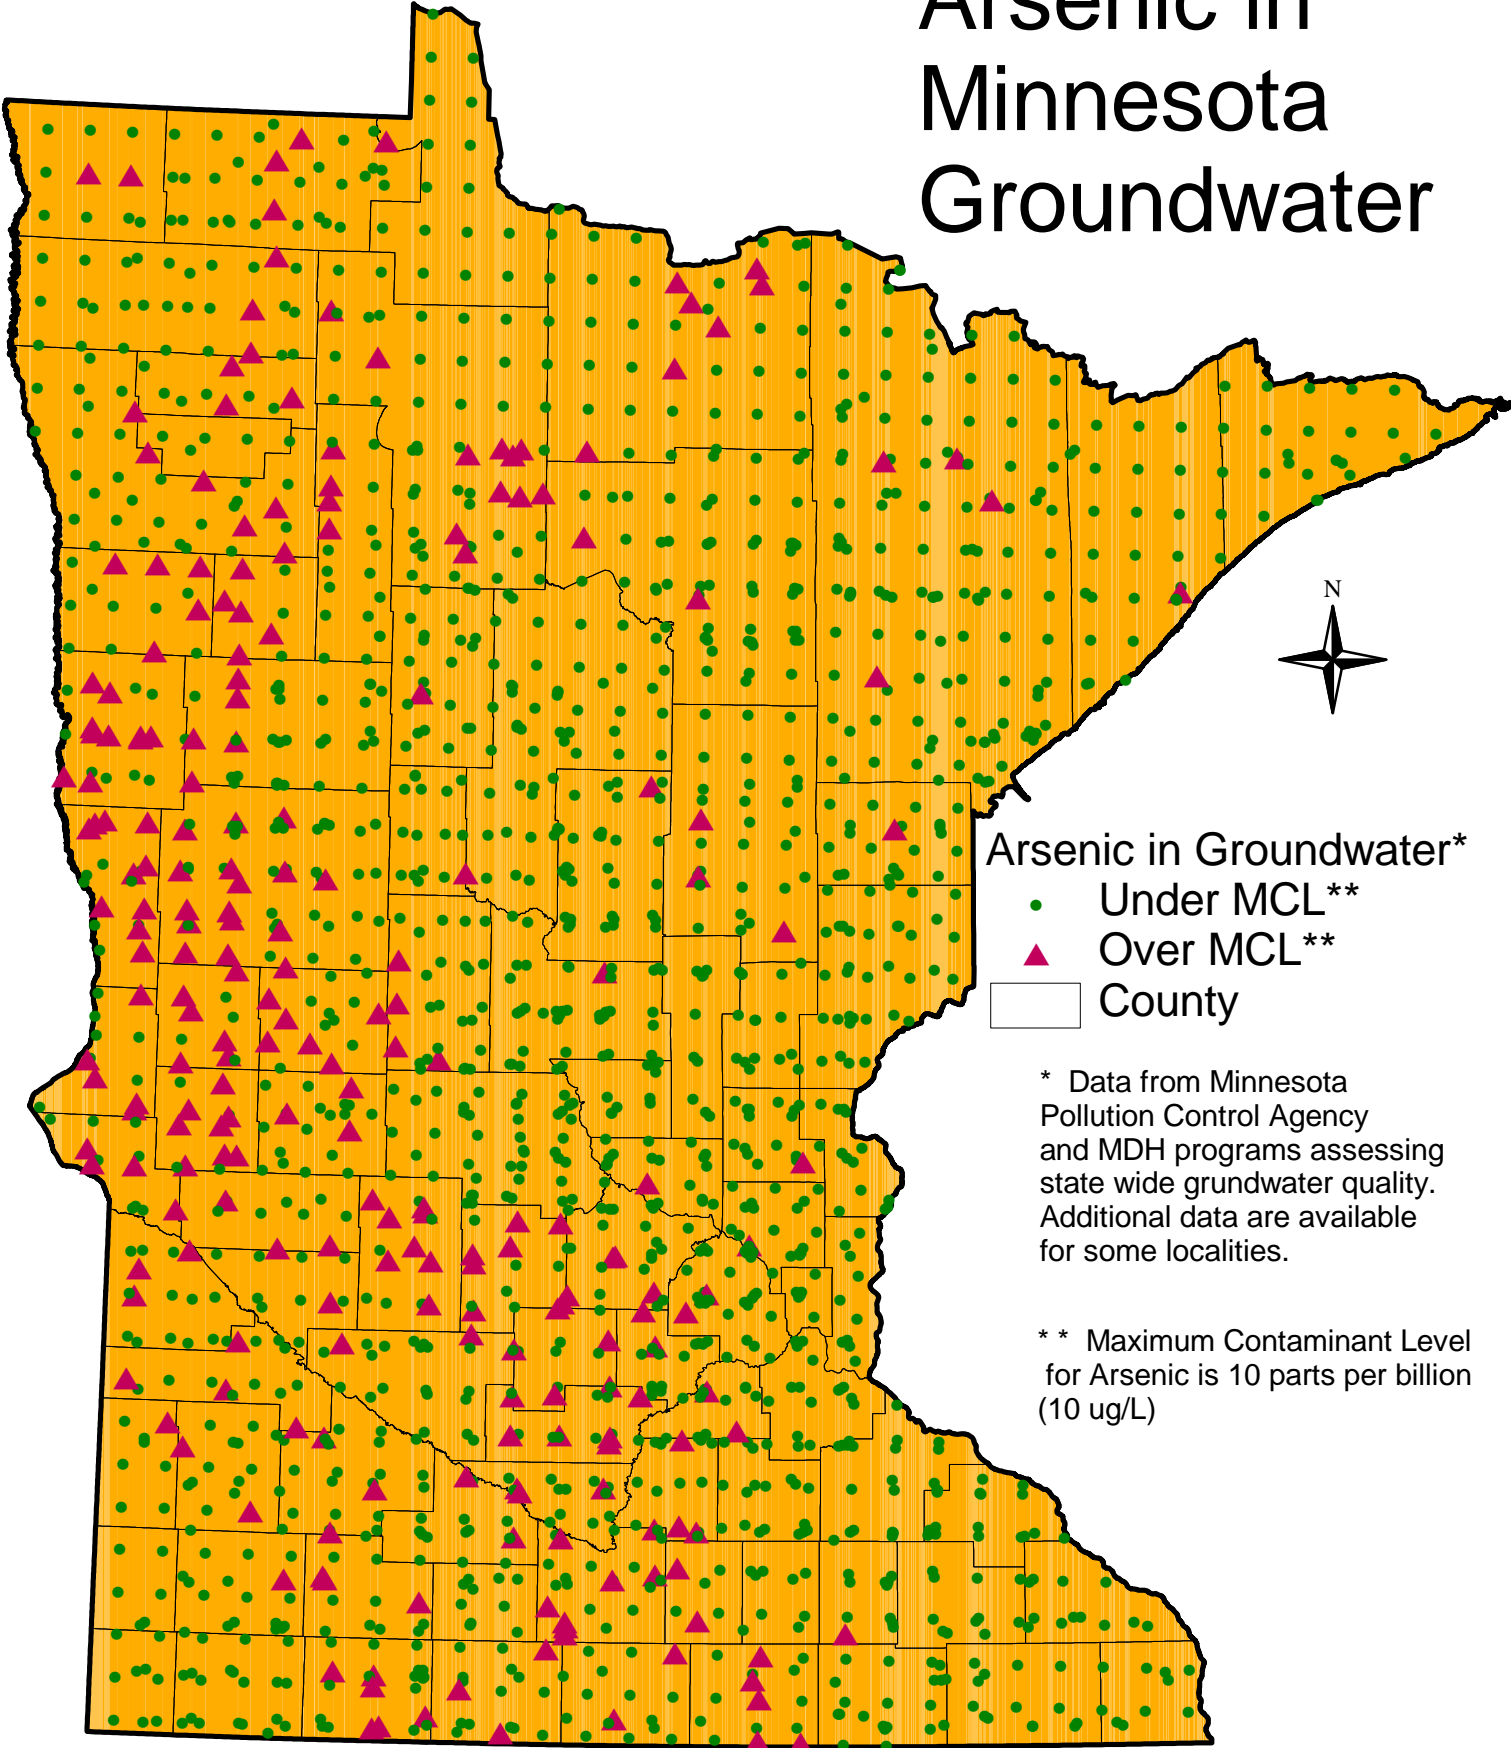 Arsenic in
Minnesota
Groundwater
N
Arsenic in Groundwater*
Under MCL**
Over MCL**
County
* Data from Minnesota
Pollution Control Agency
and MDH programs assessing
state wide grundwater quality.
Additional data are available
for some localities.
* * Maximum Contaminant Level
for Arsenic is 10 parts per billion
(10 ug/L)